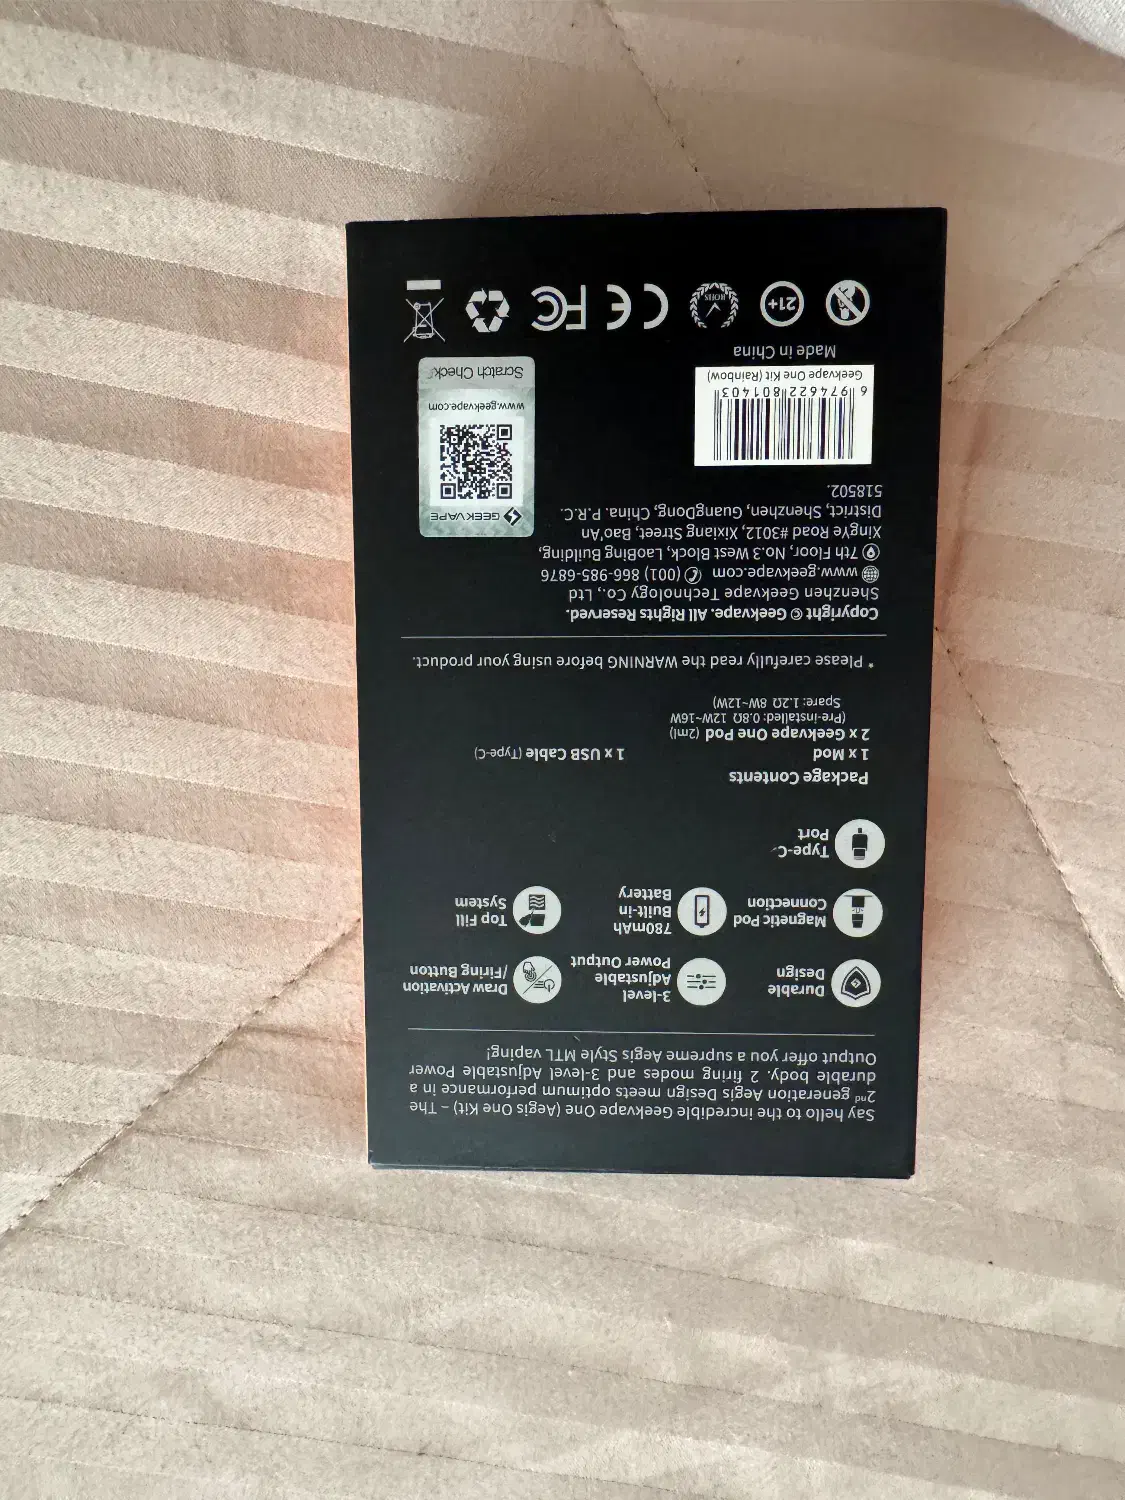 Say hello to the incredible Geekvape One (Aegis One Kit) – The
2nd generation Aegis Design meets optimum performance in a
durable body. 2 firing modes and 3-level Adjustable Power
Output offer you a supreme Aegis Style MTL vaping!
Durable
Design
3-level
Adjustable
Power Output
Draw Activation
/Firing Button
Magnetic Pod
Connection
780mAh
Built-in
Battery
Top Fill
System
Type-C
Port
Package Contents
1 x Mod
1 x USB Cable (Type-C)
2 x Geekvape One Pod (2ml)
(Pre-installed: 0.8Ω 12W~16W
Spare: 1.2Ω 8W~12W)
* Please carefully read the WARNING before using your product.
Copyright © Geekvape. All Rights Reserved.
Shenzhen Geekvape Technology Co., Ltd
www.geekvape.com (001) 866-985-6876
7th Floor, No.3 West Block, LaoBing Building,
XingYe Road #3012, Xixiang Street, Bao'An
District, Shenzhen, GuangDong, China. P.R.C.
518502.
GEEKVAPE
www.geekvape.com
Scratch Check
6 974622 801403
Geekvape One Kit (Rainbow)
Made in China
21+
ROHS
CE
FC